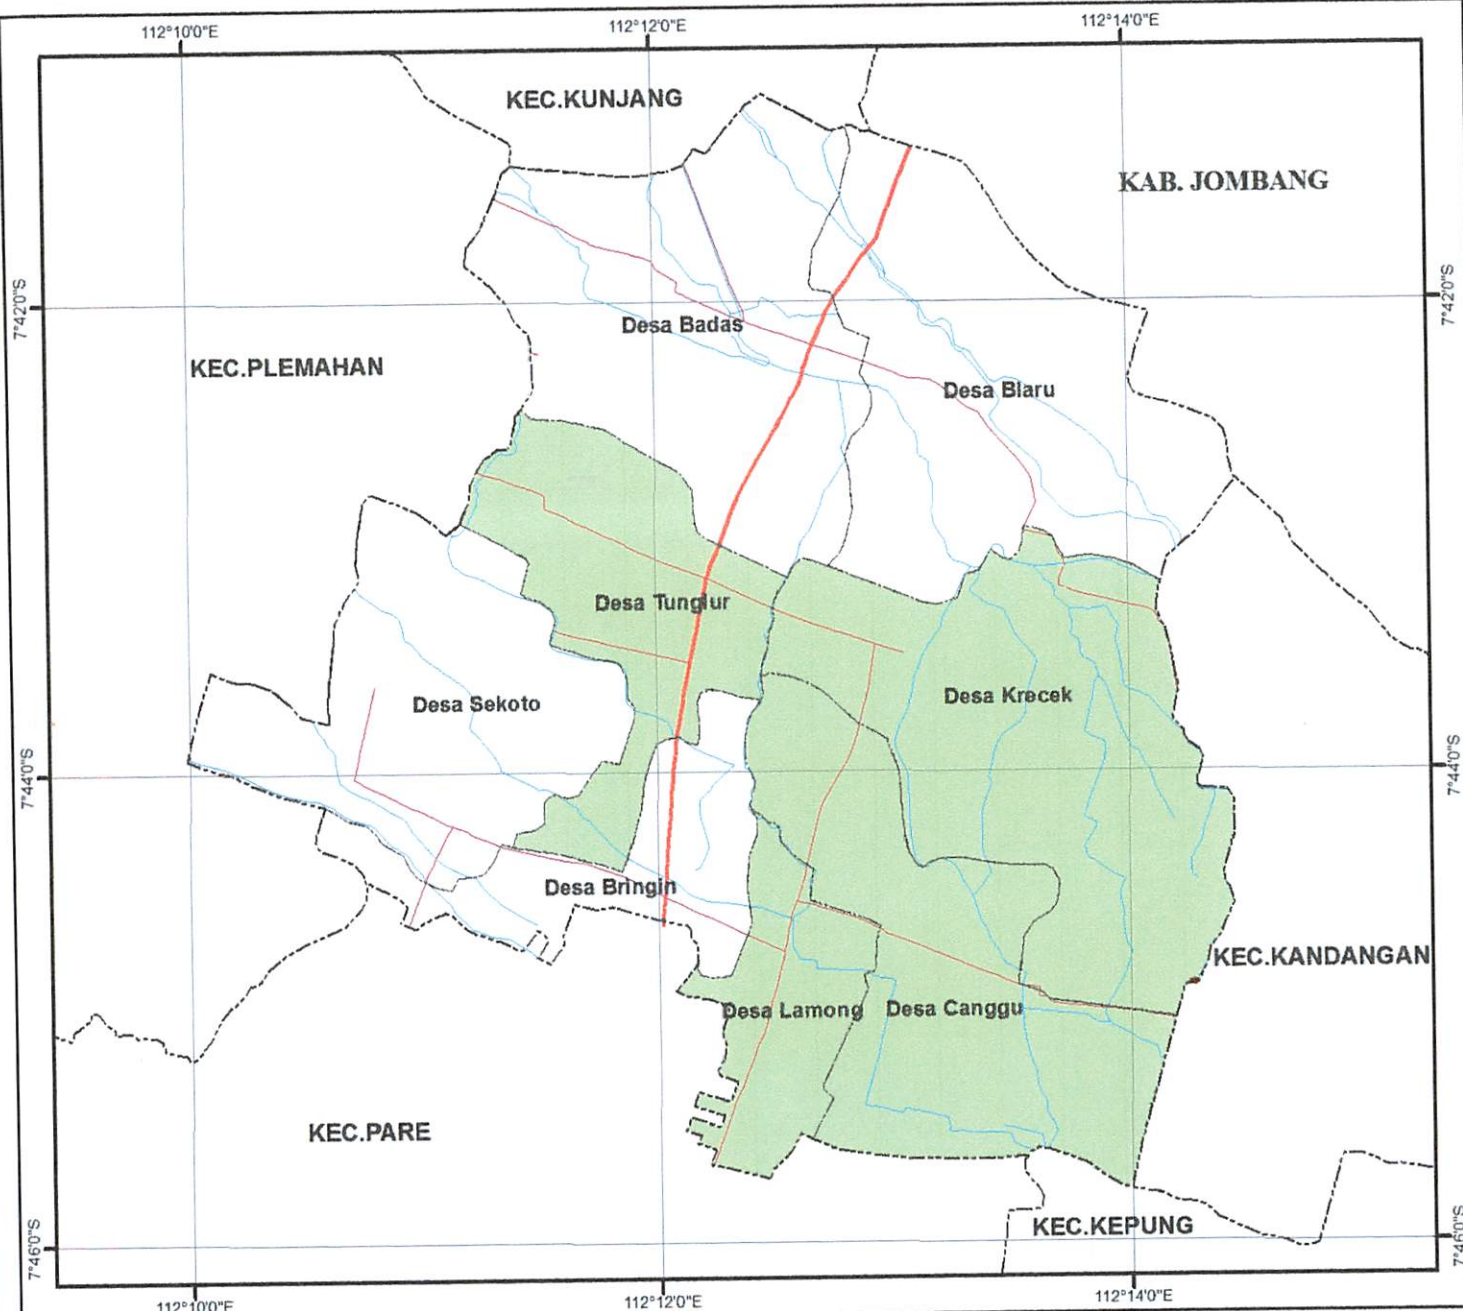 112°10'0"E
112°12'0"E
112°14'0"E
KEC.KUNJANG
KAB. JOMBANG
7°42'0"S
7°42'0"S
Desa Badas
KEC.PLEMAHAN
Desa Blaru
Desa Tunglur
Desa Krecek
Desa Sekoto
7°44'0"S
7°44'0"S
Desa Bringin
KEC.KANDANGAN
Desa Lamong
Desa Canggu
KEC.PARE
KEC.KEPUNG
7°46'0"S
7°46'0"S
112°10'0"E
112°12'0"E
112°14'0"E